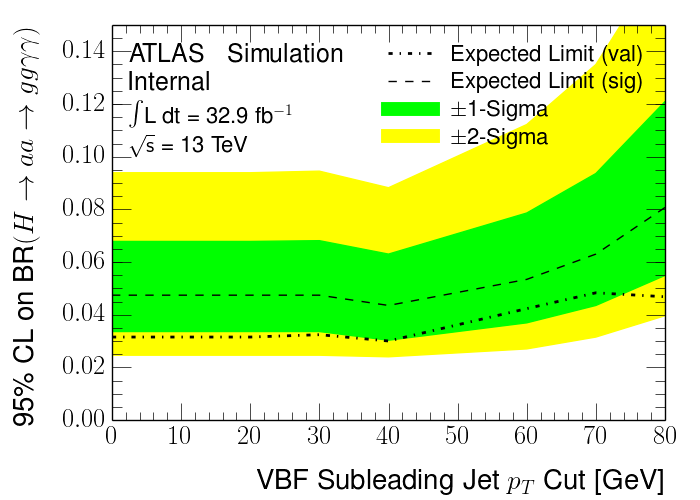 95% CL on BR(H → aa → ggγγ)
0.14
0.12
0.10
0.08
0.06
0.04
0.02
0.00
ATLAS Simulation
Internal
∫L dt = 32.9 fb⁻¹
√s = 13 TeV
Expected Limit (val)
Expected Limit (sig)
±1-Sigma
±2-Sigma
0 10 20 30 40 50 60 70 80
VBF Subleading Jet p_T Cut [GeV]